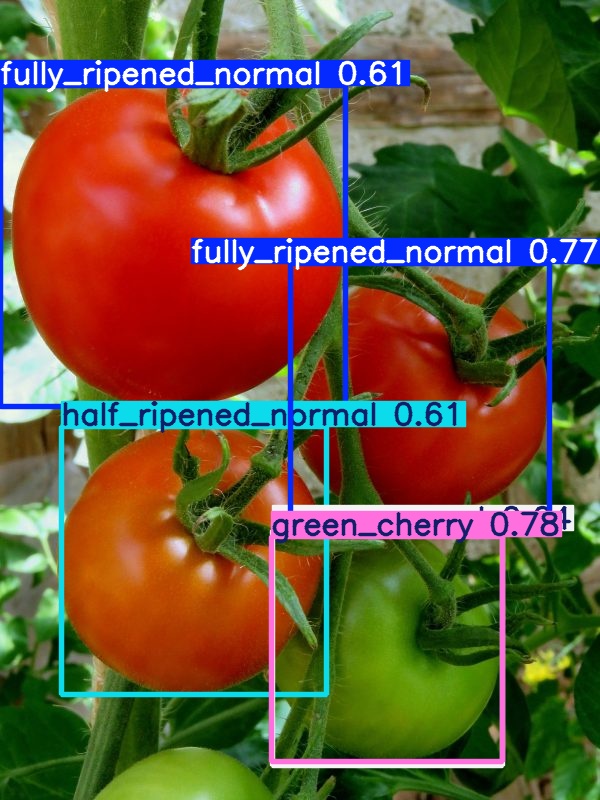 fully_ripened_normal 0.61
fully_ripened_normal 0.77
half_ripened_normal 0.61
green_cherry 0.78